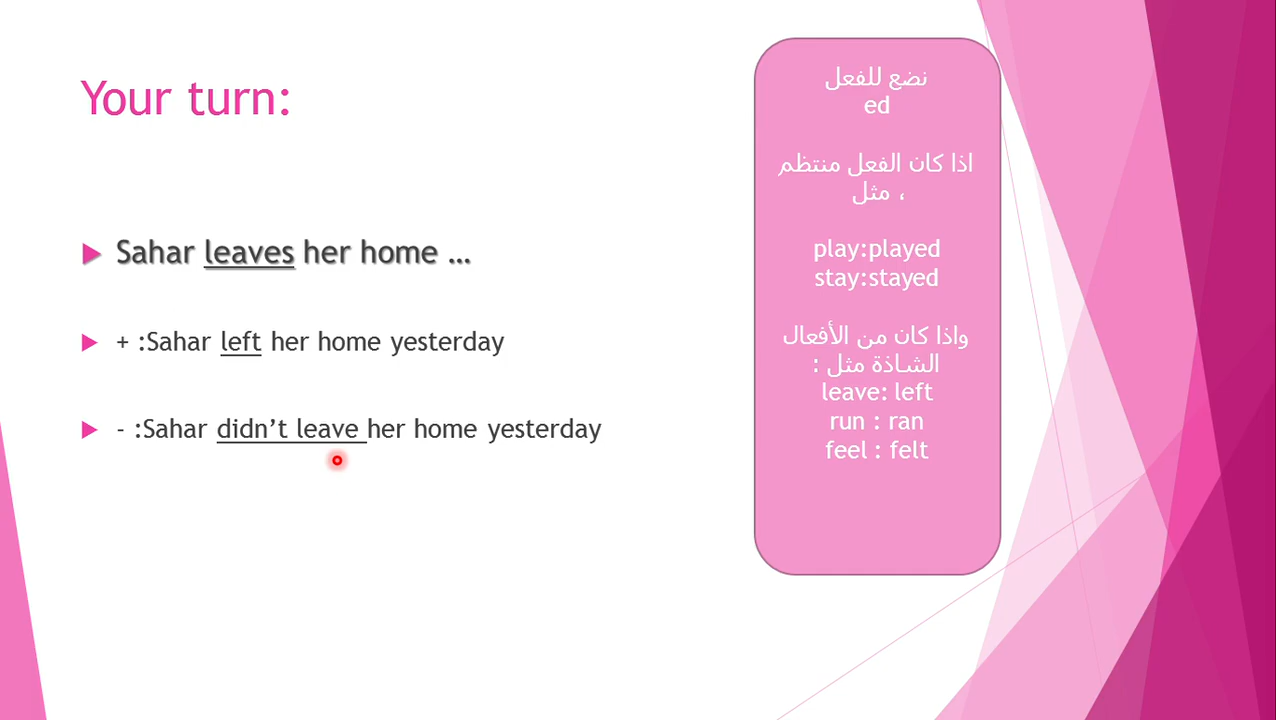 Your turn:
Sahar leaves her home ...
+ :Sahar left her home yesterday
- :Sahar didn’t leave her home yesterday
نضع للفعل
ed
اذا كان الفعل منتظم
، مثل
play:played
stay:stayed
واذا كان من الأفعال
الشاذة مثل :
leave: left
run : ran
feel : felt